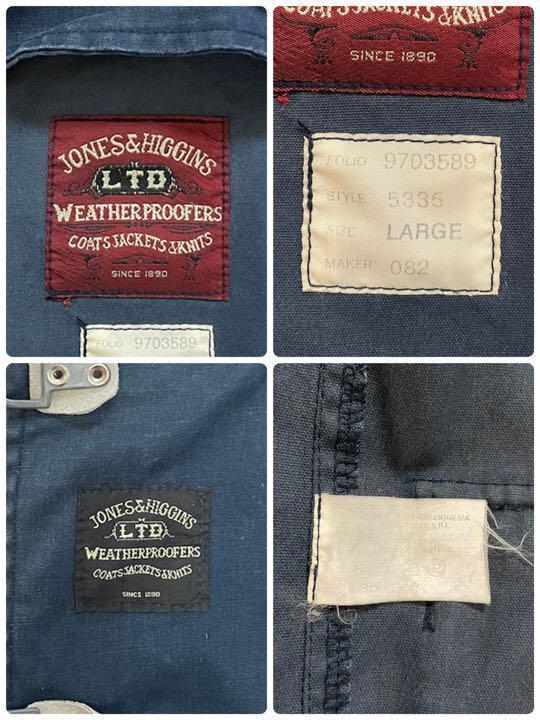 JONES&HIGGINS
LTD
WEATHERPROOFERS
COATS JACKETS & KNITS
SINCE 1890
FOLIO 9703589
COATS JACKETS & KNITS
SINCE 1890
FOLIO 9703589
STYLE 5335
SIZE LARGE
MAKER 082
JONES&HIGGINS
LTD
WEATHERPROOFERS
COATS JACKETS & KNITS
SINCE 1890
INDONESIA
S.R.L.